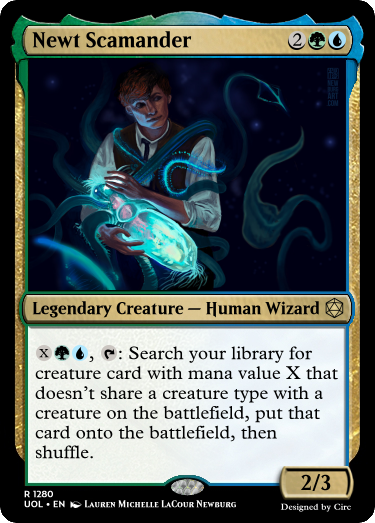 Newt Scamander 2
Legendary Creature — Human Wizard
X , : Search your library for
creature card with mana value X that
doesn't share a creature type with a
creature on the battlefield, put that
card onto the battlefield, then
shuffle.
2/3
R 1280
UOL • EN Lauren Michelle LaCour Newburg
Designed by Circ